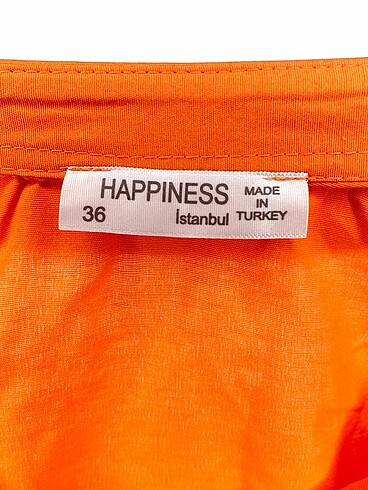 HAPPINESS
36 İstanbul
MADE
IN
TURKEY